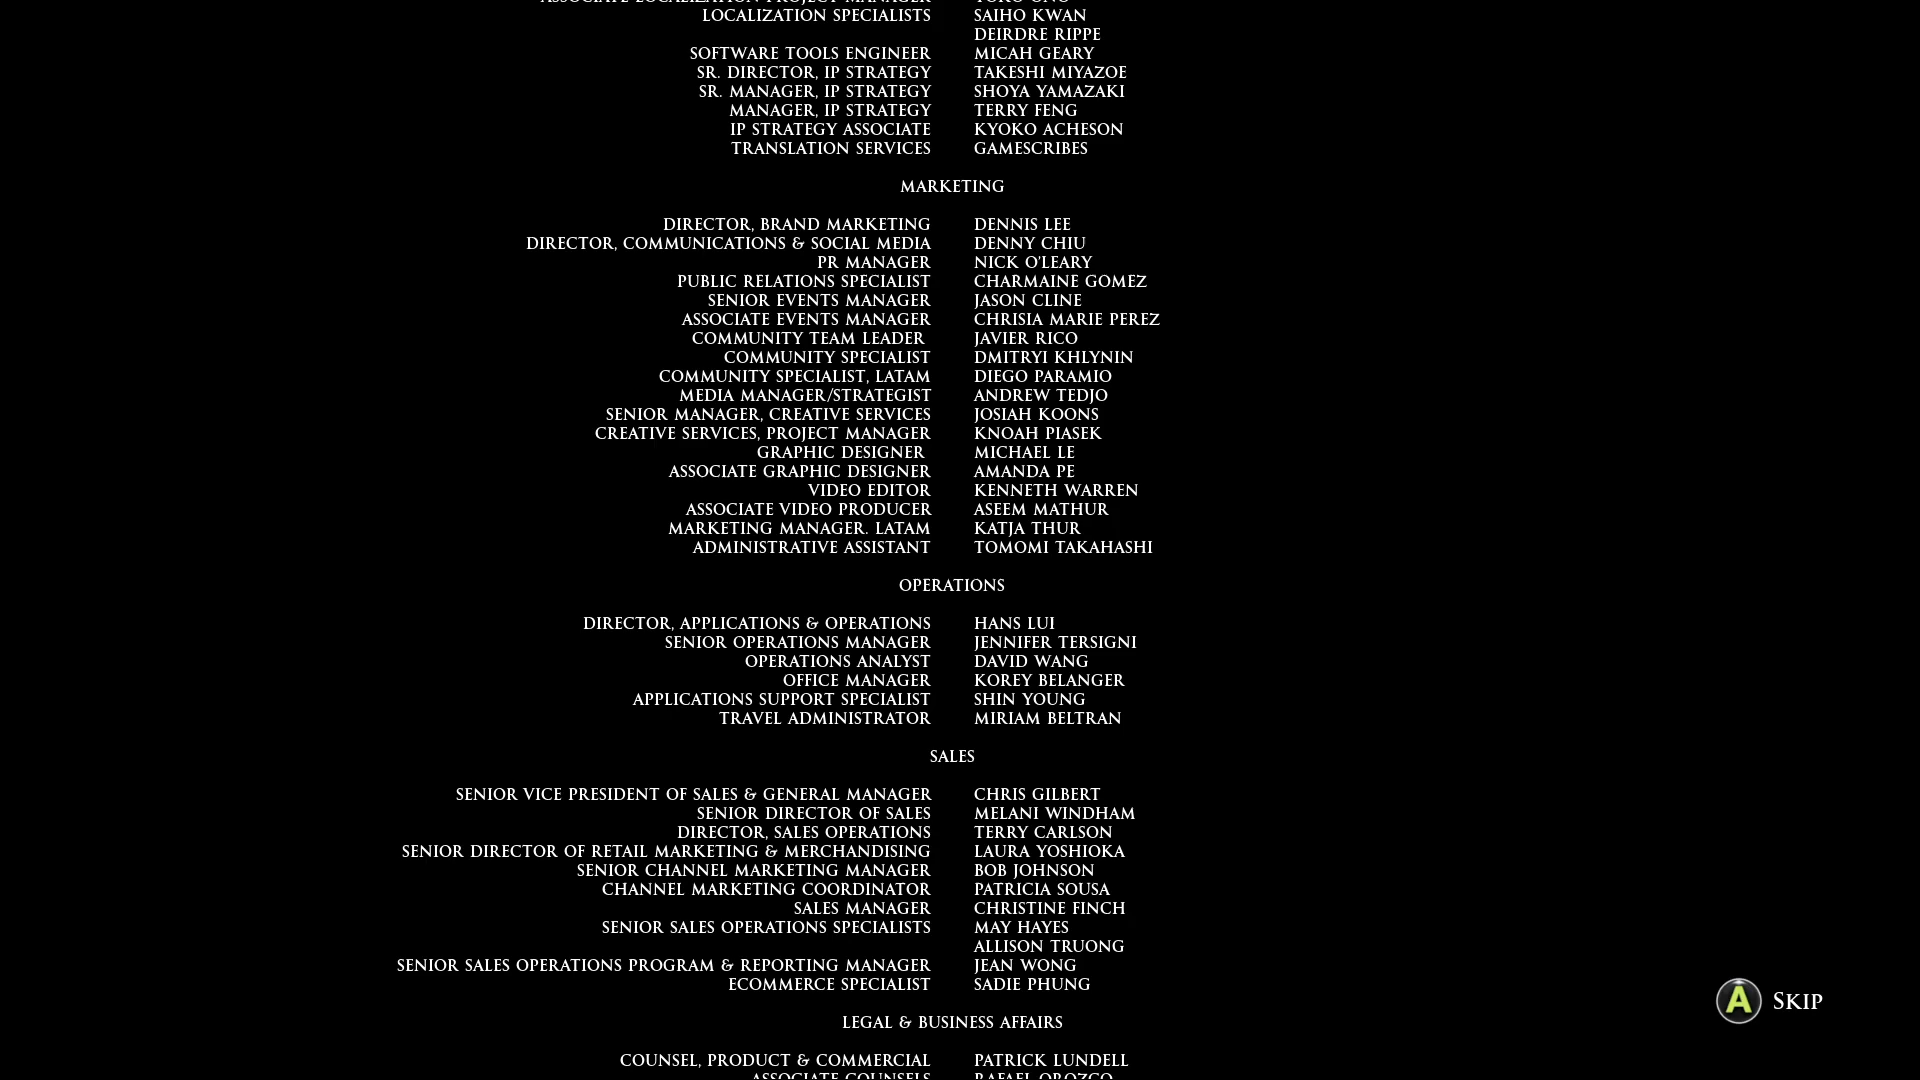 ASSOCIATE LOCALIZATION PROJECT MANAGER YOKO ONO
LOCALIZATION SPECIALISTS SAIHO KWAN
DEIRDRE RIPPE
SOFTWARE TOOLS ENGINEER MICAH GEARY
SR. DIRECTOR, IP STRATEGY TAKESHI MIYAZOE
SR. MANAGER, IP STRATEGY SHOYA YAMAZAKI
MANAGER, IP STRATEGY TERRY FENG
IP STRATEGY ASSOCIATE KYOKO ACHESON
TRANSLATION SERVICES GAMESCRIBES
MARKETING
DIRECTOR, BRAND MARKETING DENNIS LEE
DIRECTOR, COMMUNICATIONS & SOCIAL MEDIA DENNY CHIU
PR MANAGER NICK O'LEARY
PUBLIC RELATIONS SPECIALIST CHARMAINE GOMEZ
SENIOR EVENTS MANAGER JASON CLINE
ASSOCIATE EVENTS MANAGER CHRISIA MARIE PEREZ
COMMUNITY TEAM LEADER JAVIER RICO
COMMUNITY SPECIALIST DMITRYI KHLYNIN
COMMUNITY SPECIALIST, LATAM DIEGO PARAMIO
MEDIA MANAGER/STRATEGIST ANDREW TEDJO
SENIOR MANAGER, CREATIVE SERVICES JOSIAH KOONS
CREATIVE SERVICES, PROJECT MANAGER KNOAH PIASEK
GRAPHIC DESIGNER MICHAEL LE
ASSOCIATE GRAPHIC DESIGNER AMANDA PE
VIDEO EDITOR KENNETH WARREN
ASSOCIATE VIDEO PRODUCER ASEEM MATHUR
MARKETING MANAGER. LATAM KATJA THUR
ADMINISTRATIVE ASSISTANT TOMOMI TAKAHASHI
OPERATIONS
DIRECTOR, APPLICATIONS & OPERATIONS HANS LUI
SENIOR OPERATIONS MANAGER JENNIFER TERSIGNI
OPERATIONS ANALYST DAVID WANG
OFFICE MANAGER KOREY BELANGER
APPLICATIONS SUPPORT SPECIALIST SHIN YOUNG
TRAVEL ADMINISTRATOR MIRIAM BELTRAN
SALES
SENIOR VICE PRESIDENT OF SALES & GENERAL MANAGER CHRIS GILBERT
SENIOR DIRECTOR OF SALES MELANI WINDHAM
DIRECTOR, SALES OPERATIONS TERRY CARLSON
SENIOR DIRECTOR OF RETAIL MARKETING & MERCHANDISING LAURA YOSHIOKA
SENIOR CHANNEL MARKETING MANAGER BOB JOHNSON
CHANNEL MARKETING COORDINATOR PATRICIA SOUSA
SALES MANAGER CHRISTINE FINCH
SENIOR SALES OPERATIONS SPECIALISTS MAY HAYES
ALLISON TRUONG
SENIOR SALES OPERATIONS PROGRAM & REPORTING MANAGER JEAN WONG
ECOMMERCE SPECIALIST SADIE PHUNG
A SKIP
LEGAL & BUSINESS AFFAIRS
COUNSEL, PRODUCT & COMMERCIAL PATRICK LUNDELL
ASSOCIATE COUNSELS RAFAEL OROZCO